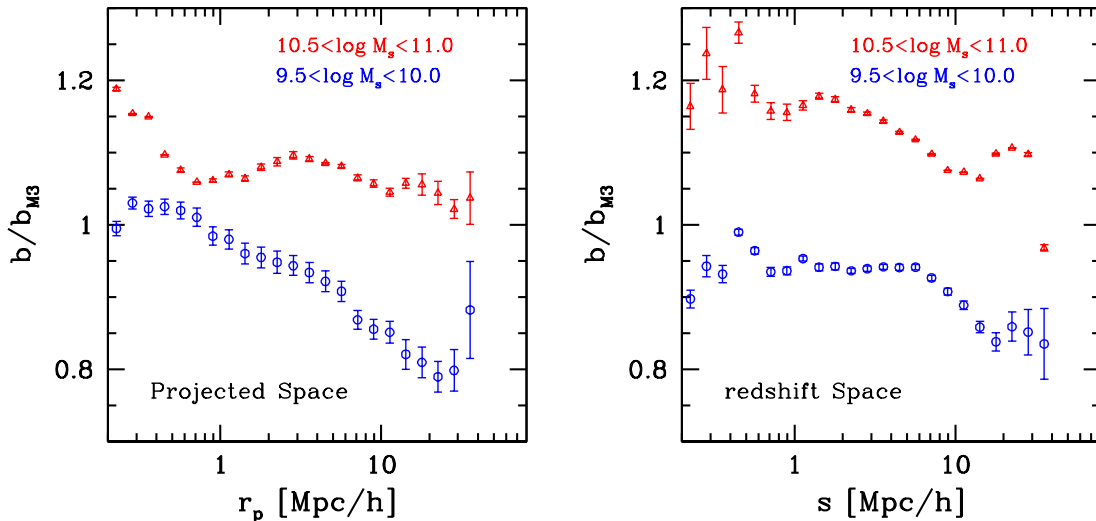 10.5<log M_s<11.0
9.5<log M_s<10.0
1.2
1
0.8
b/b_M3
Projected Space
1
10
r_p [Mpc/h]
10.5<log M_s<11.0
9.5<log M_s<10.0
1.2
1
0.8
b/b_M3
redshift Space
1
10
s [Mpc/h]